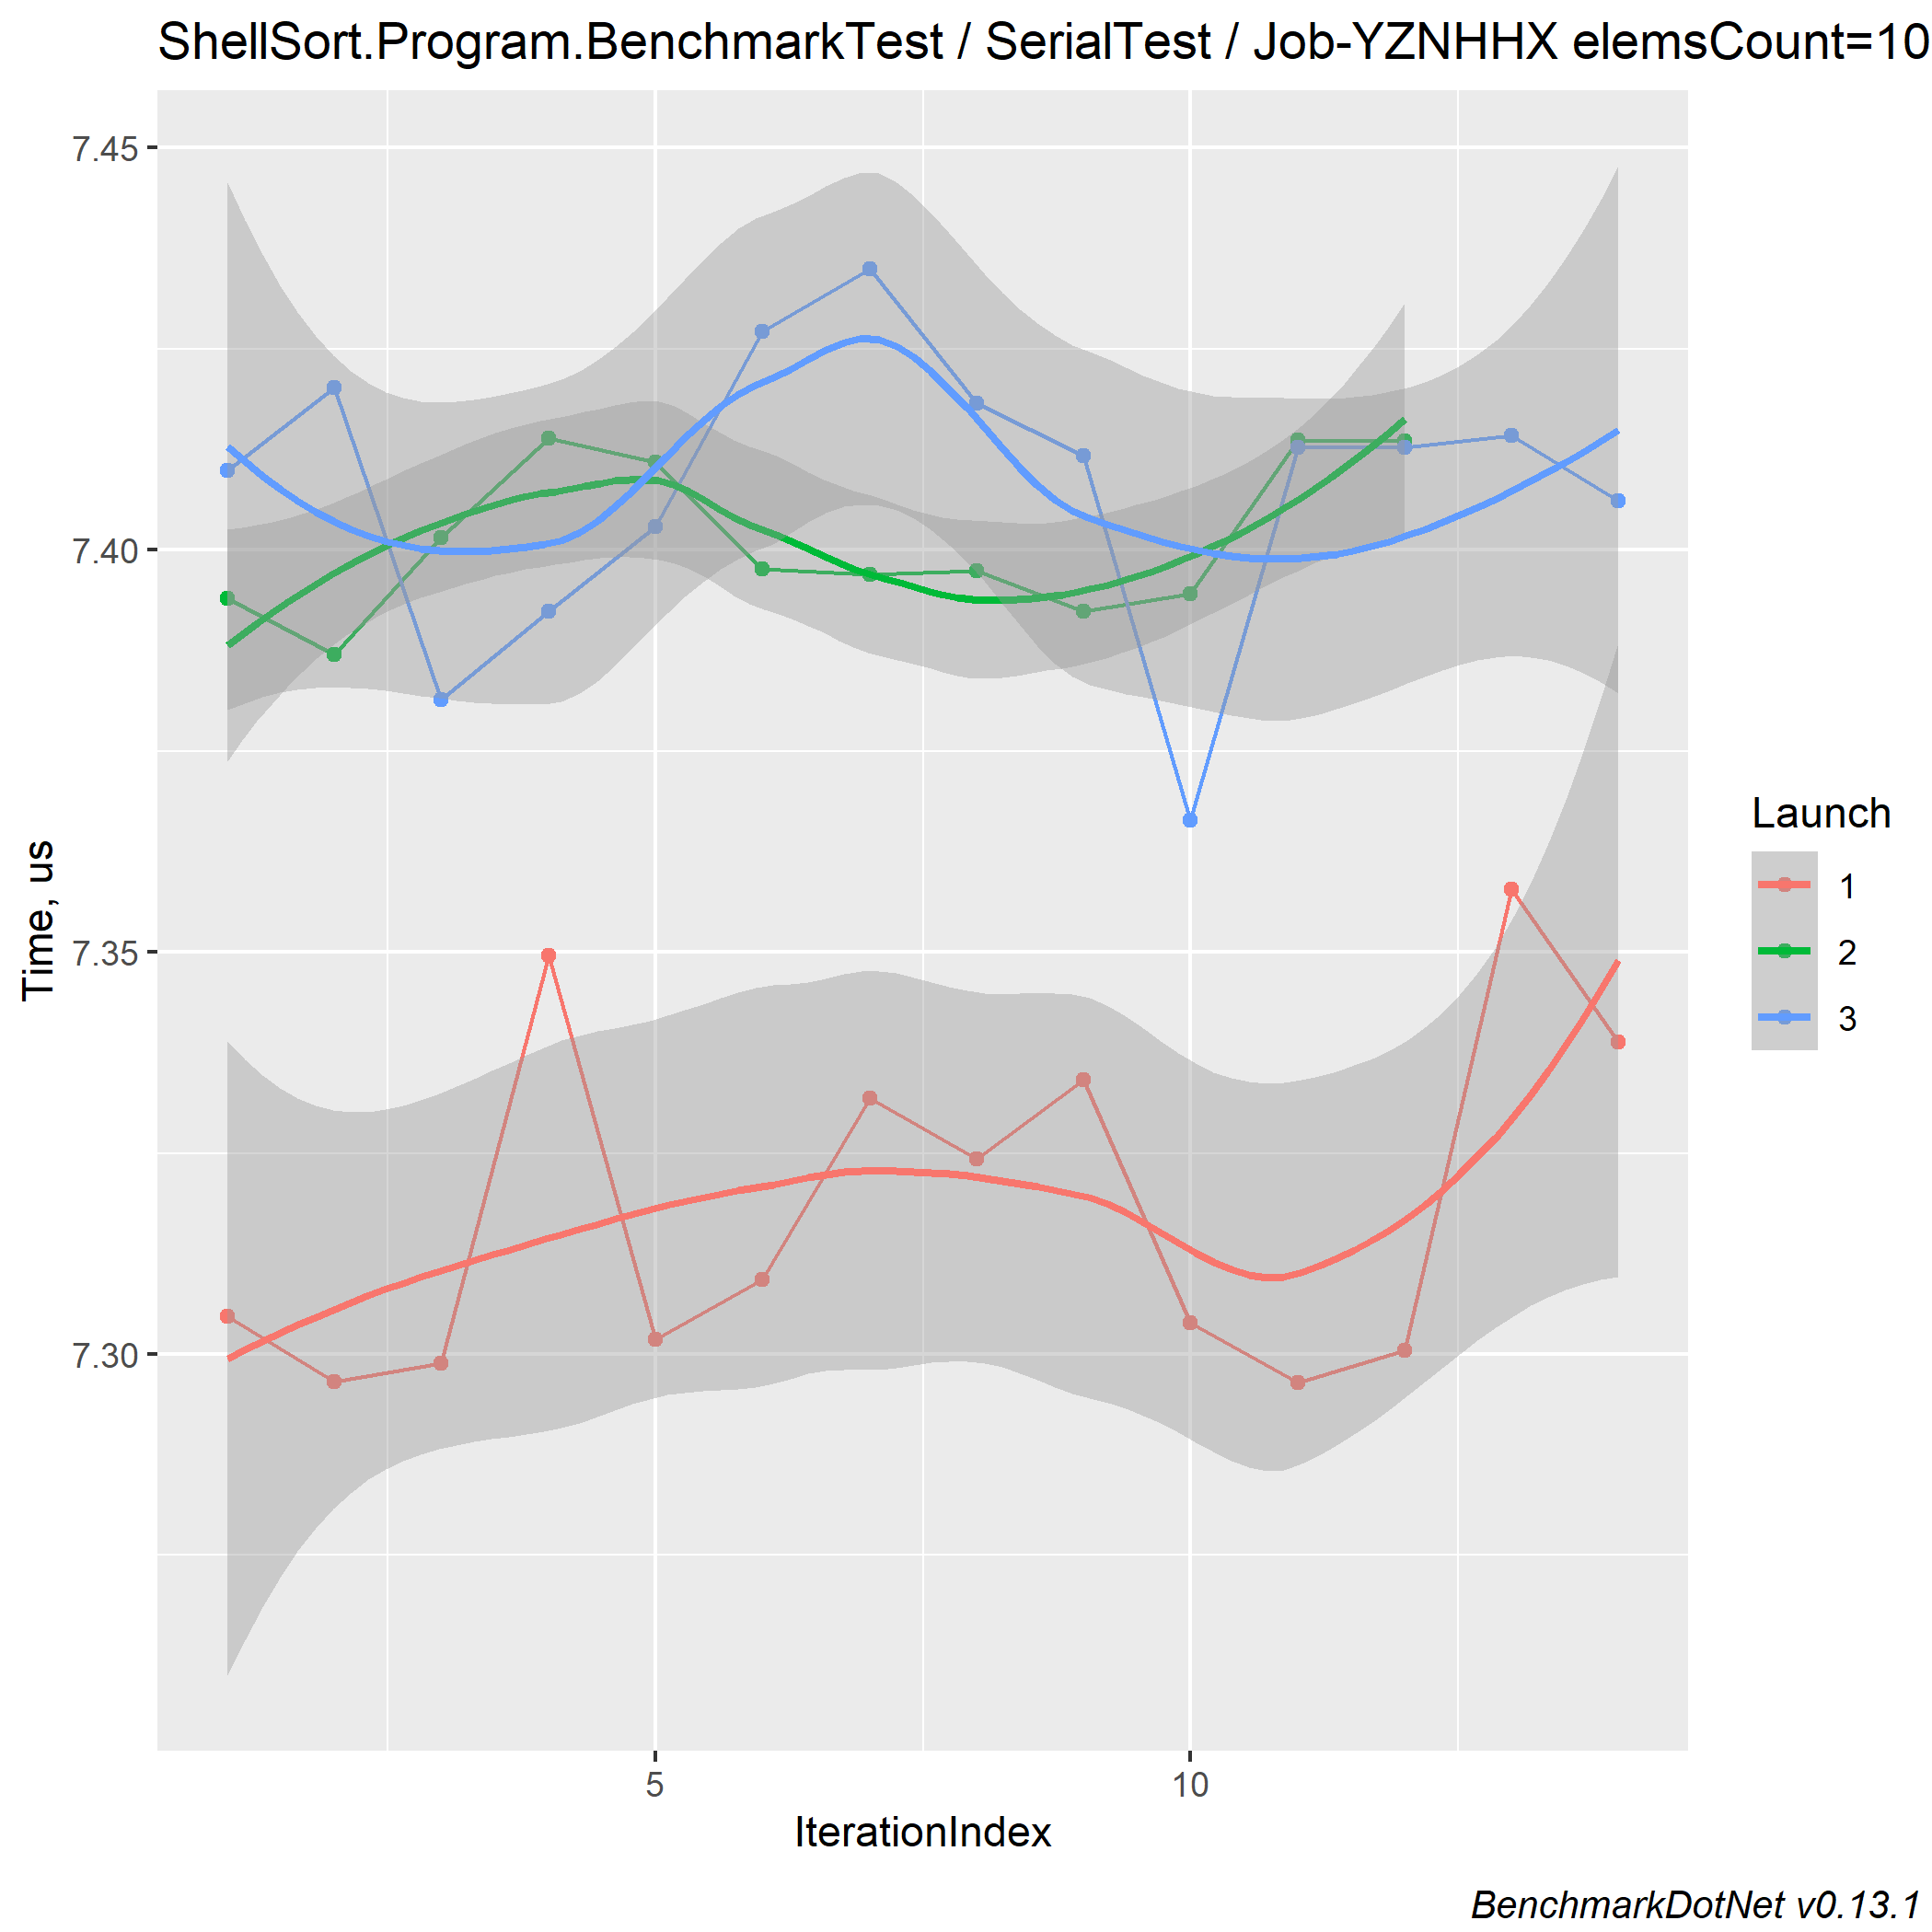 ShellSort.Program.BenchmarkTest / SerialTest / Job-YZNHHX elemsCount=10
7.45
7.40
7.35
7.30
Time, us
5
10
IterationIndex
Launch
1
2
3
BenchmarkDotNet v0.13.1